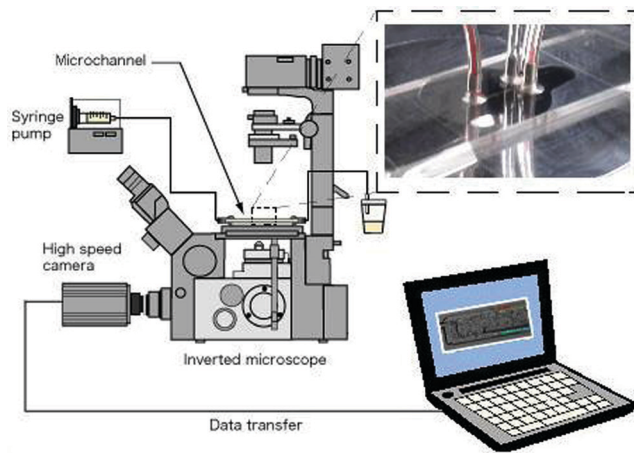 Microchannel
Syringe
pump
High speed
camera
Inverted microscope
Data transfer